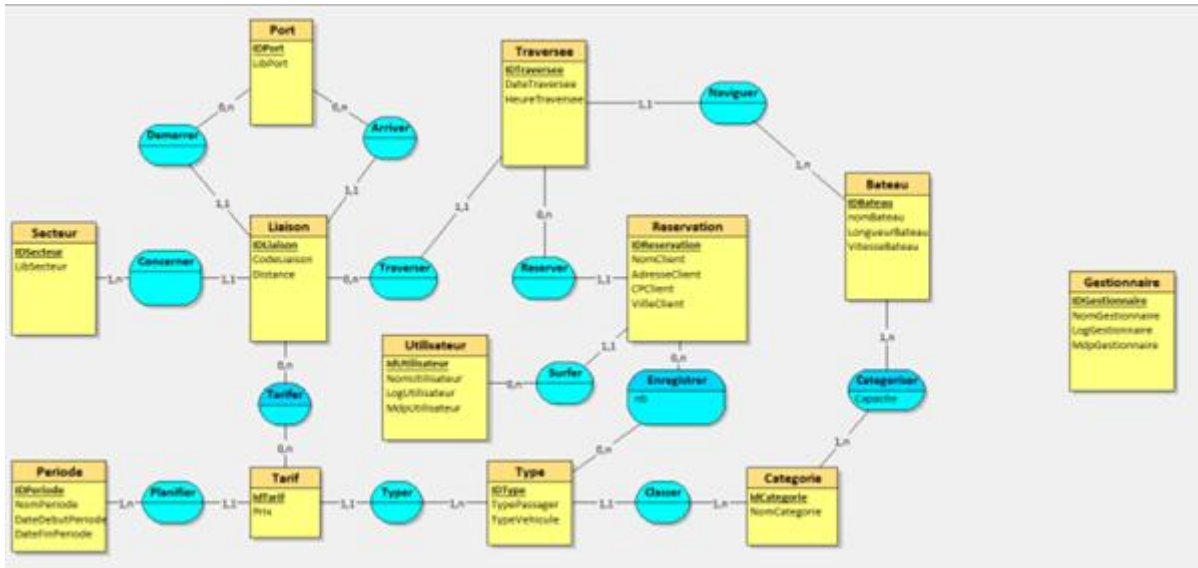 Port
IDPort
LibPort
Traversee
IDTraversee
DateTraversee
HeureTraversee
Naviguer
1,1
1,n
Demarrer
0,n
1,1
Arriver
0,n
1,1
Secteur
IDSecteur
LibSecteur
1,n
Concerner
1,1
Liaison
IDLiaison
CodeLiaison
Distance
0,n
Traverser
1,1
0,n
Reserver
1,1
Reservation
IDReservation
NomClient
AdresseClient
CPClient
VilleClient
Bateau
IDBateau
nomBateau
LongueurBateau
VitesseBateau
Gestionnaire
IDGestionnaire
NomGestionnaire
LogGestionnaire
MdpGestionnaire
Utilisateur
IdUtilisateur
NomUtilisateur
LogUtilisateur
MdpUtilisateur
0,n
Surfer
1,1
0,n
Enregistrer
nb
0,n
1,n
Categoriser
Capacite
1,n
0,n
Tarifer
0,n
Periode
IDPeriode
NomPeriode
DateDebutPeriode
DateFinPeriode
1,n
Planifier
1,1
Tarif
IdTarif
Prix
1,1
Typer
1,n
Type
IDType
TypePassager
TypeVehicule
1,1
Classer
1,n
Categorie
IdCategorie
NomCategorie